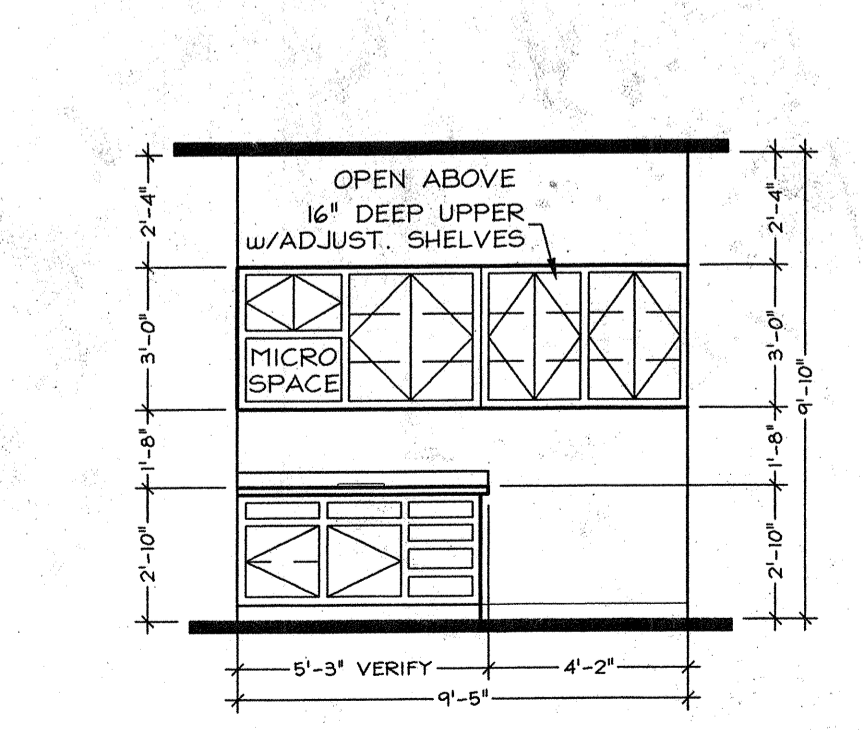 OPEN ABOVE
16" DEEP UPPER
w/ADJUST. SHELVES
2'-4"
2'-4"
3'-0"
3'-0"
9'-10"
MICRO
SPACE
1'-8"
1'-8"
2'-10"
2'-10"
5'-3" VERIFY
4'-2"
9'-5"